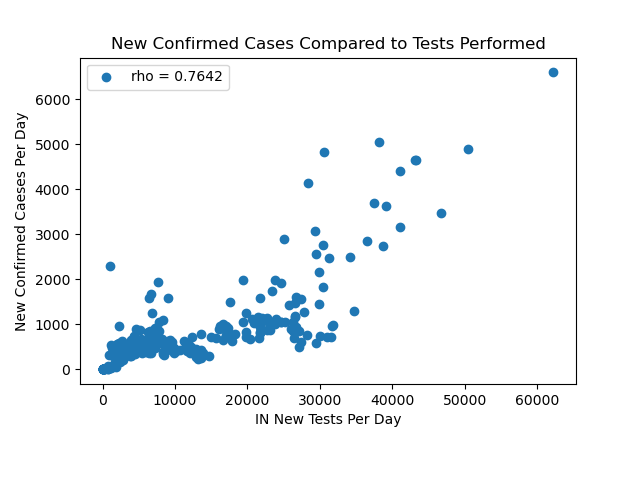 New Confirmed Cases Compared to Tests Performed
rho = 0.7642
New Confirmed Caeses Per Day
6000
5000
4000
3000
2000
1000
0
0 10000 20000 30000 40000 50000 60000
IN New Tests Per Day